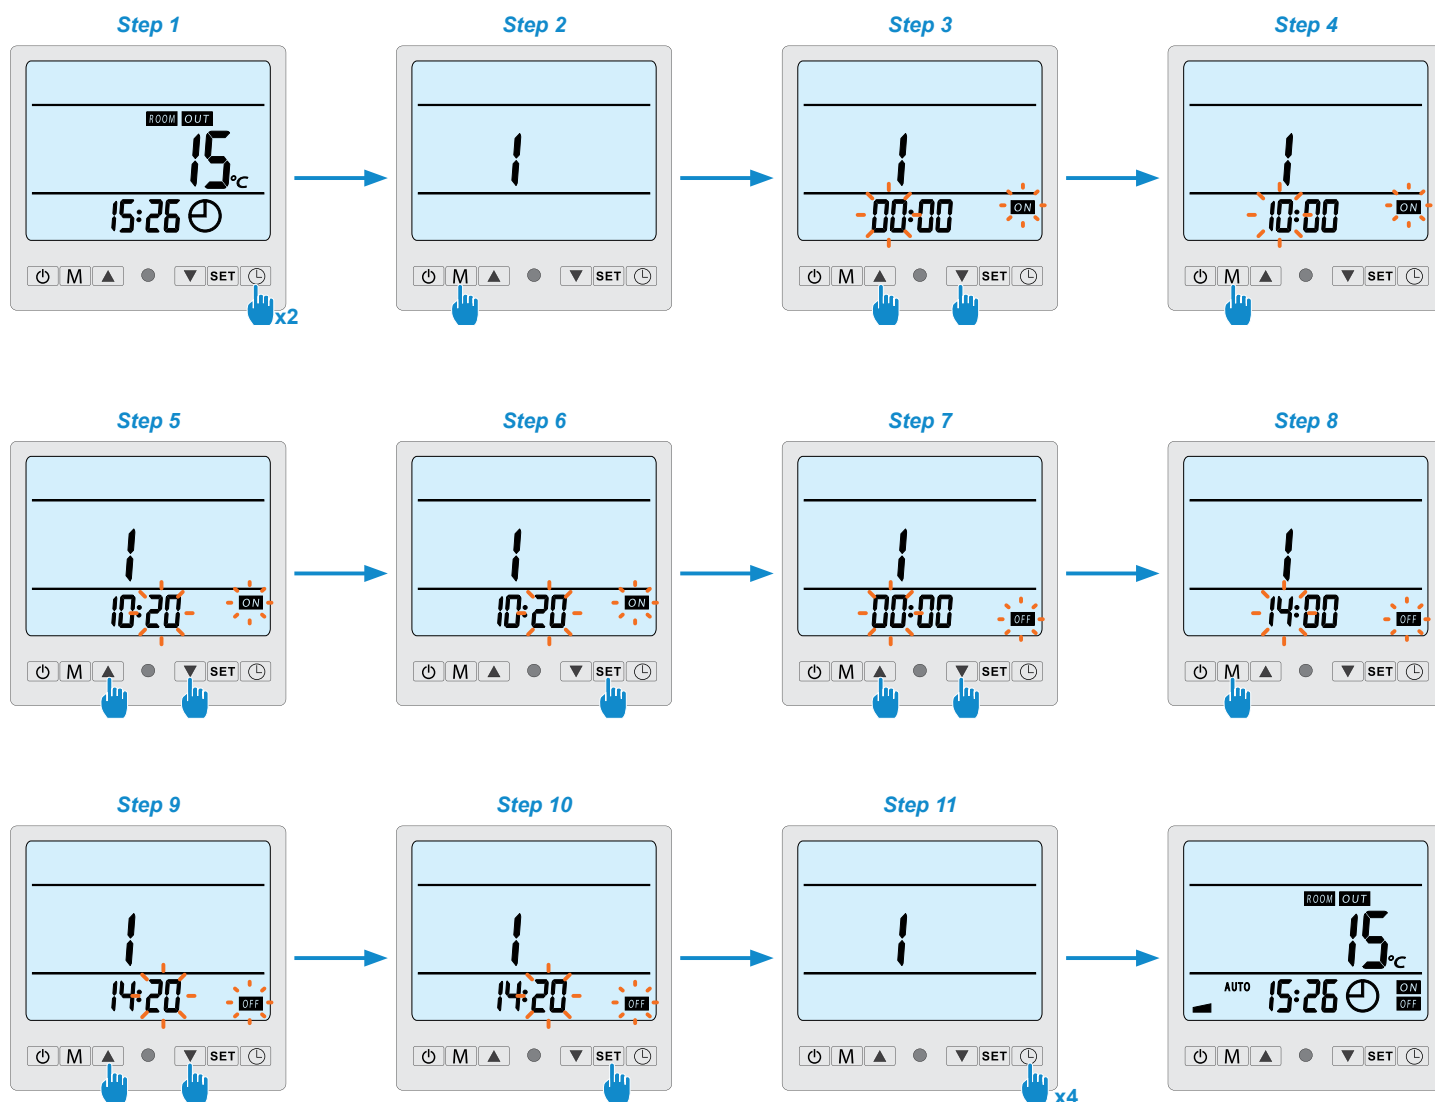 Step 1 Step 2 Step 3 Step 4
ROOM OUT
15°C 1 1 1
15:26 00:00 ON 10:00 ON
M SET M SET M SET M SET
x2
Step 5 Step 6 Step 7 Step 8
1 1 1 1
10:20 ON 10:20 ON 00:00 OFF 14:00 OFF
M SET M SET M SET M SET
Step 9 Step 10 Step 11
ROOM OUT
1 1 1 15°C
14:20 OFF 14:20 OFF AUTO 15:26 ON
OFF
M SET M SET M SET M SET
x4